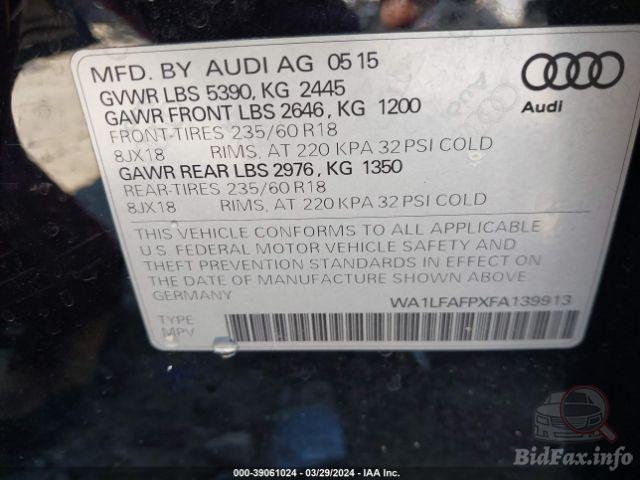 MFD. BY AUDI AG 05 15
GVWR LBS 5390, KG 2445
GAWR FRONT LBS 2646, KG 1200
FRONT-TIRES 235/60 R18
8JX18 RIMS, AT 220 KPA 32 PSI COLD
GAWR REAR LBS 2976, KG 1350
REAR-TIRES 235/60 R18
8JX18 RIMS, AT 220 KPA 32 PSI COLD
Audi
THIS VEHICLE CONFORMS TO ALL APPLICABLE
U.S. FEDERAL MOTOR VEHICLE SAFETY AND
THEFT PREVENTION STANDARDS IN EFFECT ON
THE DATE OF MANUFACTURE SHOWN ABOVE.
GERMANY
WA1LFAFPXFA139913
TYPE
MPV
000-39061024 — 03/29/2024 — IAA Inc.
BidFax.info